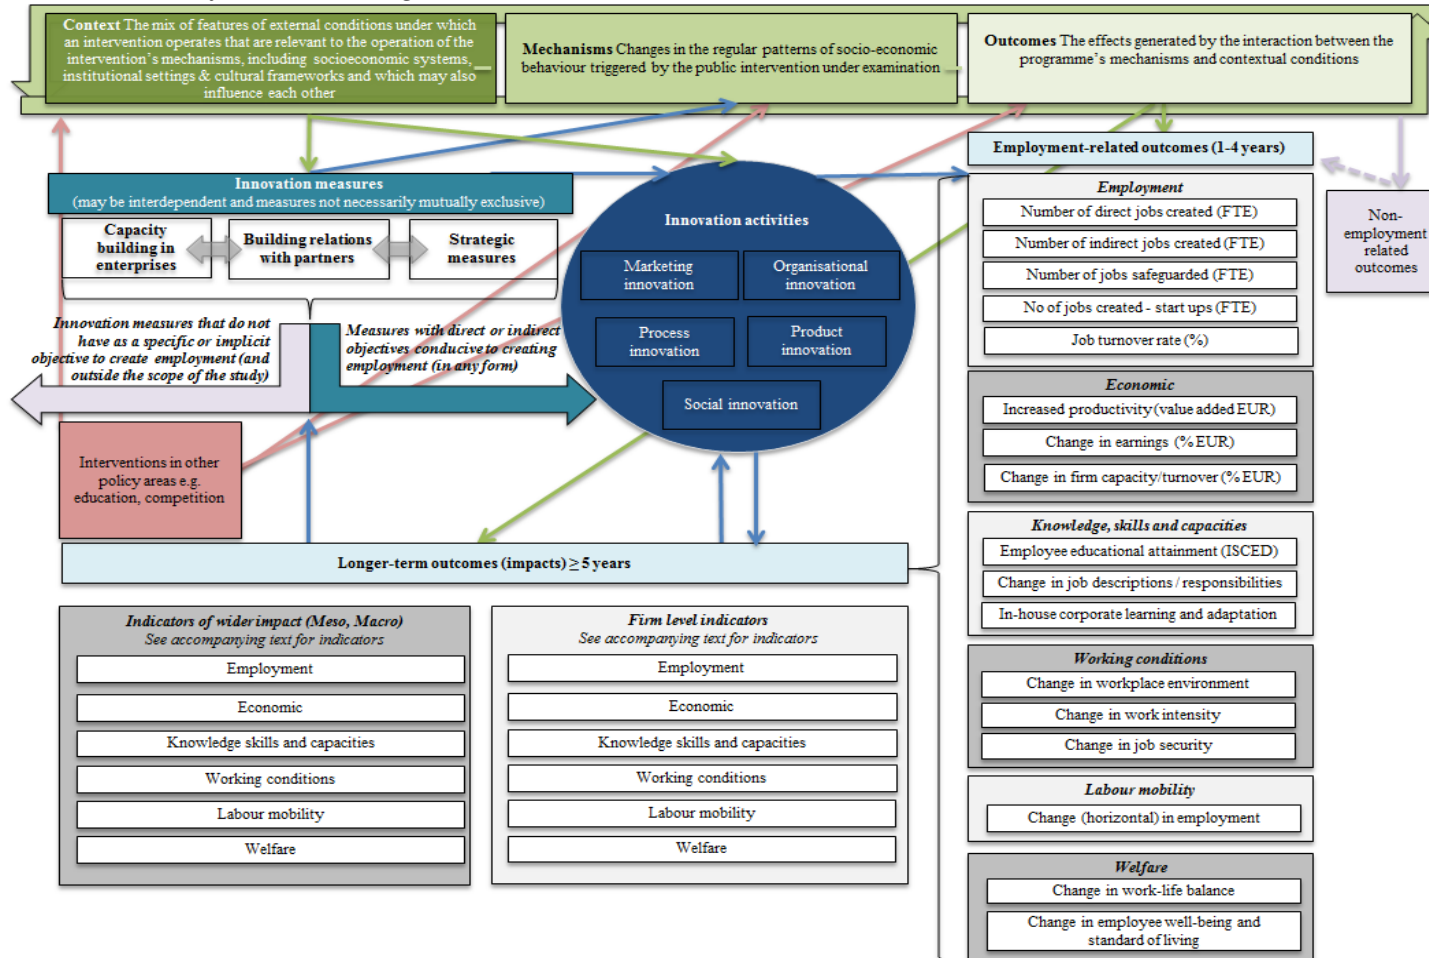 Context The mix of features of external conditions under which
an intervention operates that are relevant to the operation of the
intervention's mechanisms, including socioeconomic systems,
institutional settings & cultural frameworks and which may also
influence each other
Mechanisms Changes in the regular patterns of socio-economic
behaviour triggered by the public intervention under examination
Outcomes The effects generated by the interaction between the
programme's mechanisms and contextual conditions
Innovation measures
(may be interdependent and measures not necessarily mutually exclusive)
Capacity
building in
enterprises
Building relations
with partners
Strategic
measures
Innovation measures that do not
have as a specific or implicit
objective to create employment (and
outside the scope of the study)
Measures with direct or indirect
objectives conducive to creating
employment (in any form)
Interventions in other
policy areas e.g.
education, competition
Innovation activities
Marketing
innovation
Organisational
innovation
Process
innovation
Product
innovation
Social innovation
Employment-related outcomes (1-4 years)
Employment
Number of direct jobs created (FTE)
Number of indirect jobs created (FTE)
Number of jobs safeguarded (FTE)
No of jobs created - start ups (FTE)
Job turnover rate (%)
Economic
Increased productivity (value added EUR)
Change in earnings (% EUR)
Change in firm capacity/turnover (% EUR)
Knowledge, skills and capacities
Employee educational attainment (ISCED)
Change in job descriptions / responsibilities
In-house corporate learning and adaptation
Working conditions
Change in workplace environment
Change in work intensity
Change in job security
Labour mobility
Change (horizontal) in employment
Welfare
Change in work-life balance
Change in employee well-being and
standard of living
Non-
employment
related
outcomes
Longer-term outcomes (impacts) ≥ 5 years
Indicators of wider impact (Meso, Macro)
See accompanying text for indicators
Employment
Economic
Knowledge skills and capacities
Working conditions
Labour mobility
Welfare
Firm level indicators
See accompanying text for indicators
Employment
Economic
Knowledge skills and capacities
Working conditions
Labour mobility
Welfare